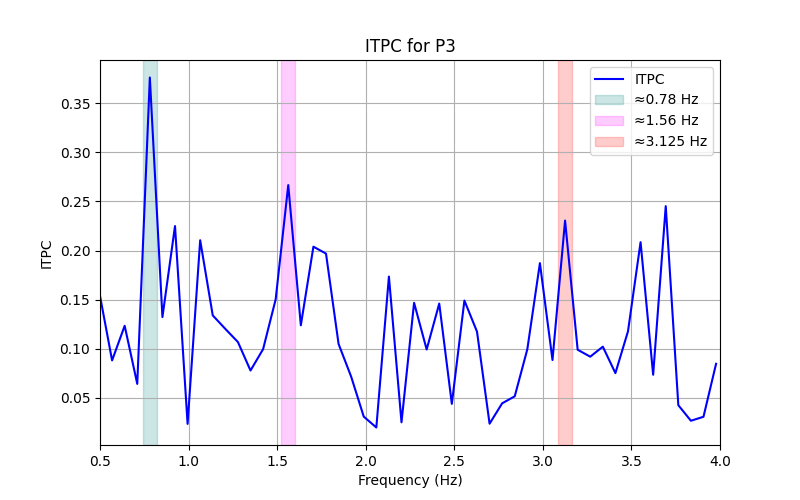 ITPC for P3
ITPC
≈0.78 Hz
≈1.56 Hz
≈3.125 Hz
0.35
0.30
0.25
0.20
0.15
0.10
0.05
ITPC
0.5 1.0 1.5 2.0 2.5 3.0 3.5 4.0
Frequency (Hz)